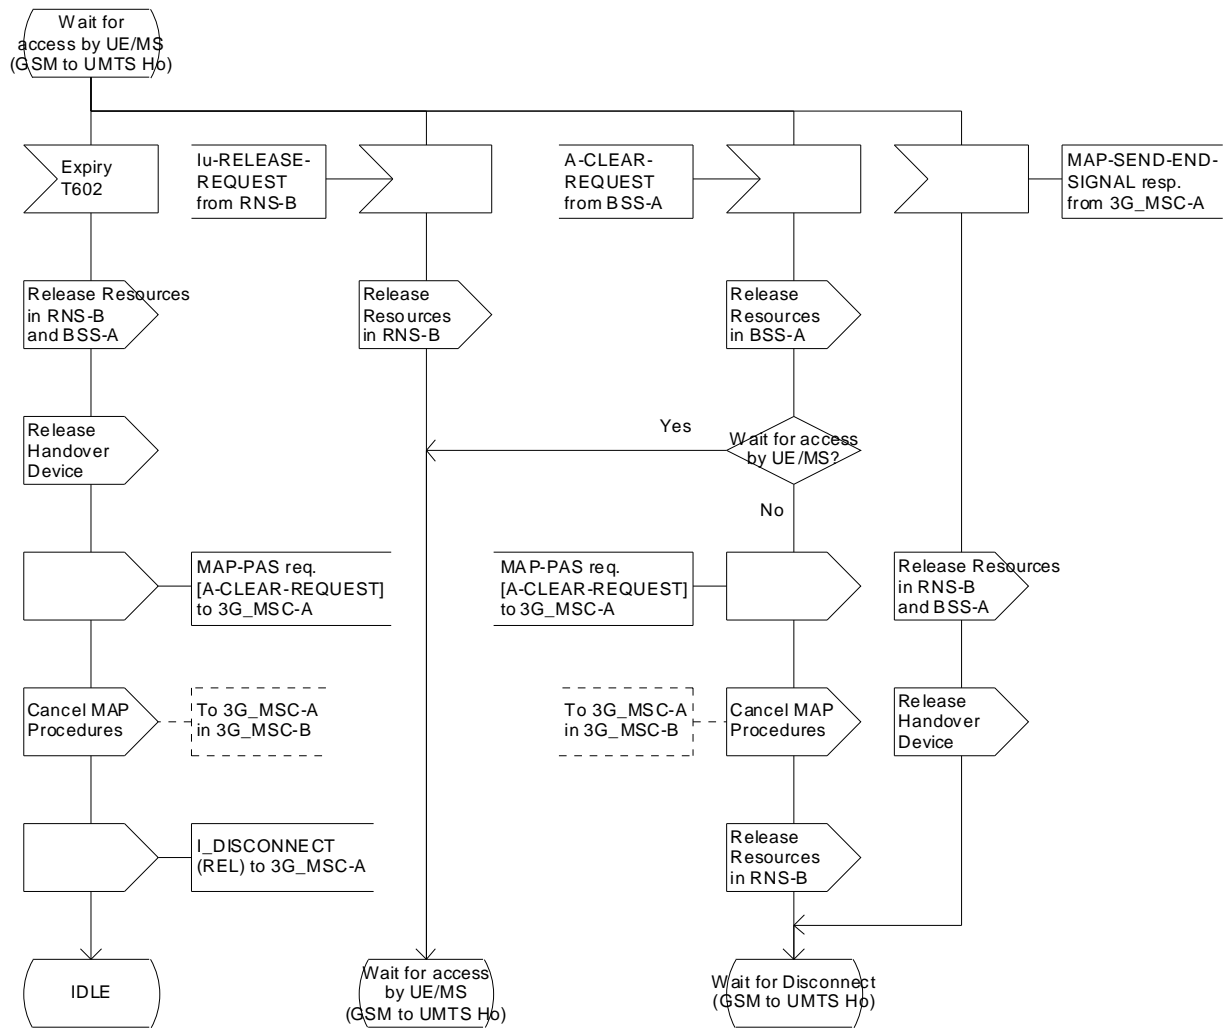 Wait for
access by UE/MS
(GSM to UMTS Ho)
Expiry
T602
Iu-RELEASE-
REQUEST
from RNS-B
A-CLEAR-
REQUEST
from BSS-A
MAP-SEND-END-
SIGNAL resp.
from 3G_MSC-A
Release Resources
in RNS-B
and BSS-A
Release
Resources
in RNS-B
Release
Resources
in BSS-A
Release
Handover
Device
Yes
Wait for access
by UE/MS?
No
MAP-PAS req.
[A-CLEAR-REQUEST]
to 3G_MSC-A
MAP-PAS req.
[A-CLEAR-REQUEST]
to 3G_MSC-A
Release Resources
in RNS-B
and BSS-A
Cancel MAP
Procedures
To 3G_MSC-A
in 3G_MSC-B
To 3G_MSC-A
in 3G_MSC-B
Cancel MAP
Procedures
Release
Handover
Device
I_DISCONNECT
(REL) to 3G_MSC-A
Release
Resources
in RNS-B
IDLE
Wait for access
by UE/MS
(GSM to UMTS Ho)
Wait for Disconnect
(GSM to UMTS Ho)